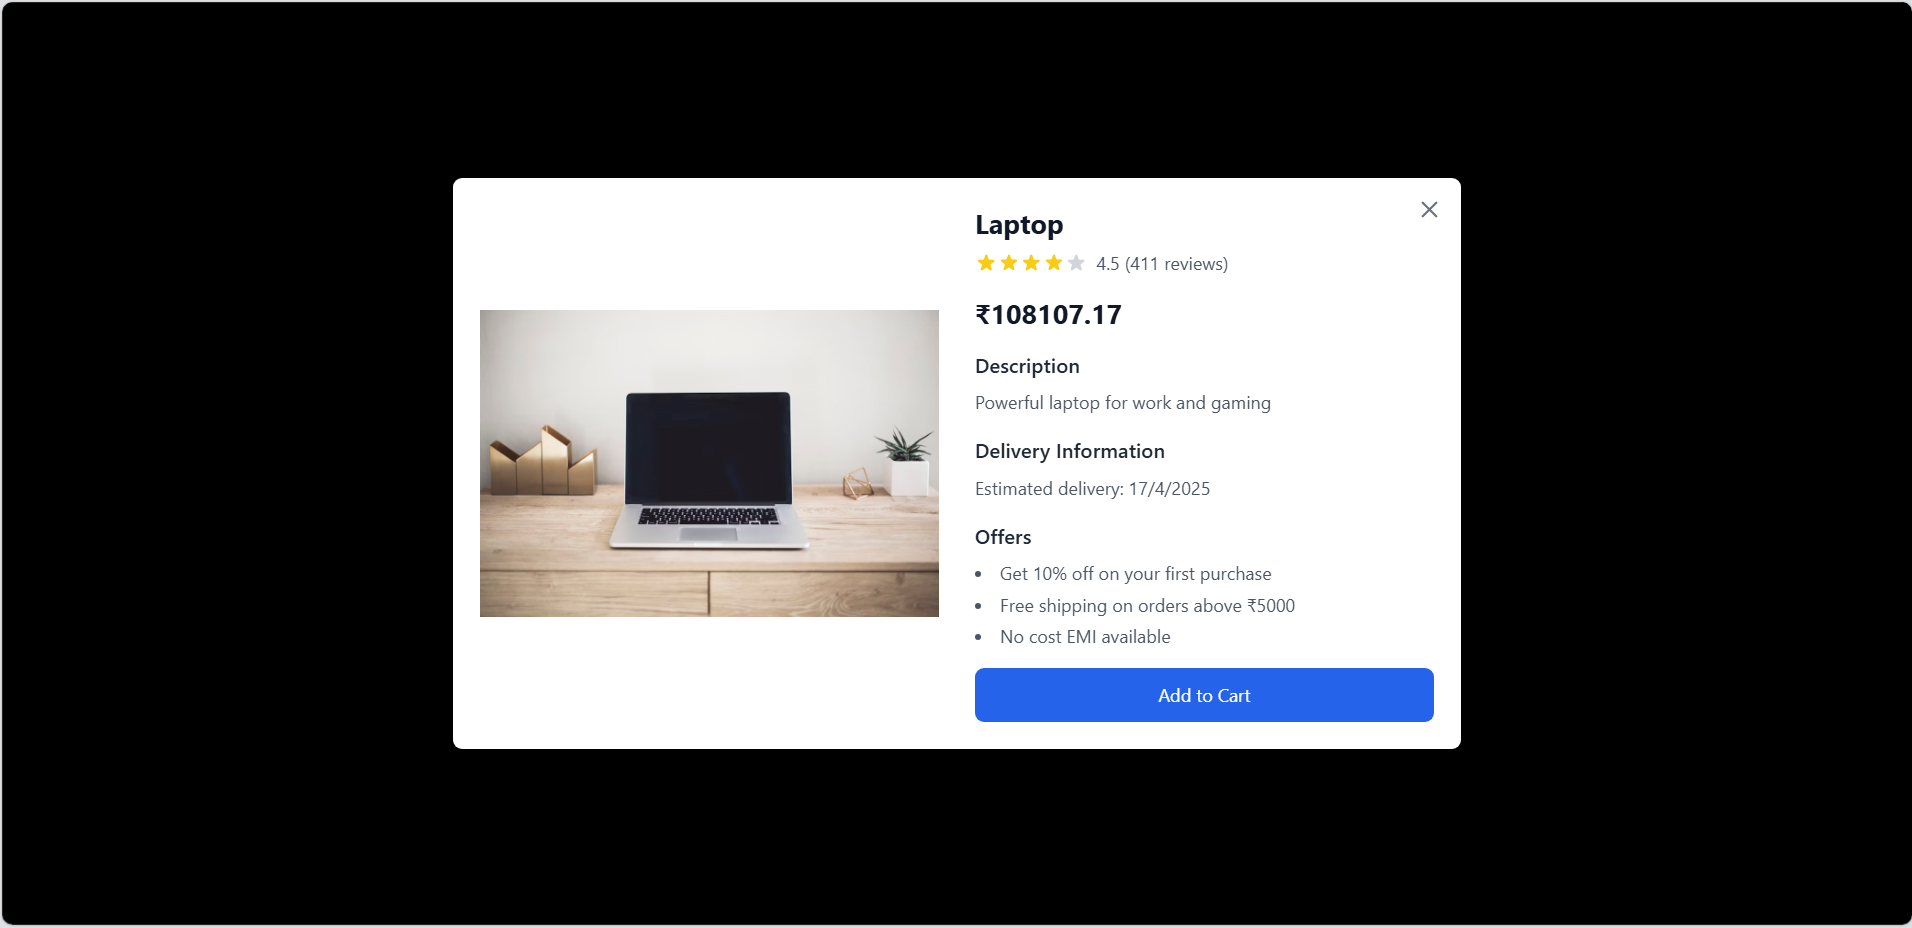 Laptop
4.5 (411 reviews)
₹108107.17
Description
Powerful laptop for work and gaming
Delivery Information
Estimated delivery: 17/4/2025
Offers
• Get 10% off on your first purchase
• Free shipping on orders above ₹5000
• No cost EMI available
Add to Cart